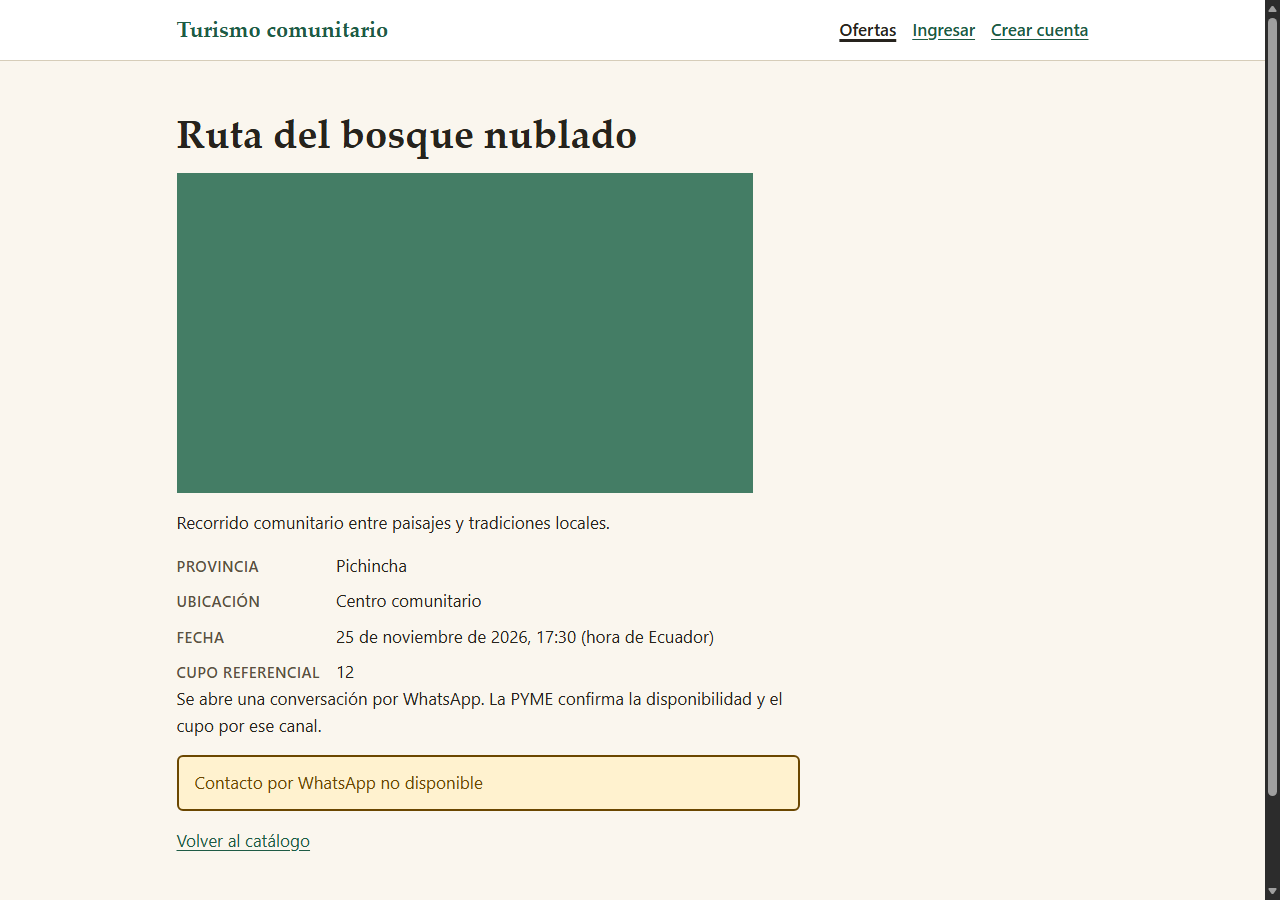 Turismo comunitario
Ofertas Ingresar Crear cuenta
Ruta del bosque nublado
Recorrido comunitario entre paisajes y tradiciones locales.
PROVINCIA Pichincha
UBICACIÓN Centro comunitario
FECHA 25 de noviembre de 2026, 17:30 (hora de Ecuador)
CUPO REFERENCIAL 12
Se abre una conversación por WhatsApp. La PYME confirma la disponibilidad y el
cupo por ese canal.
Contacto por WhatsApp no disponible
Volver al catálogo